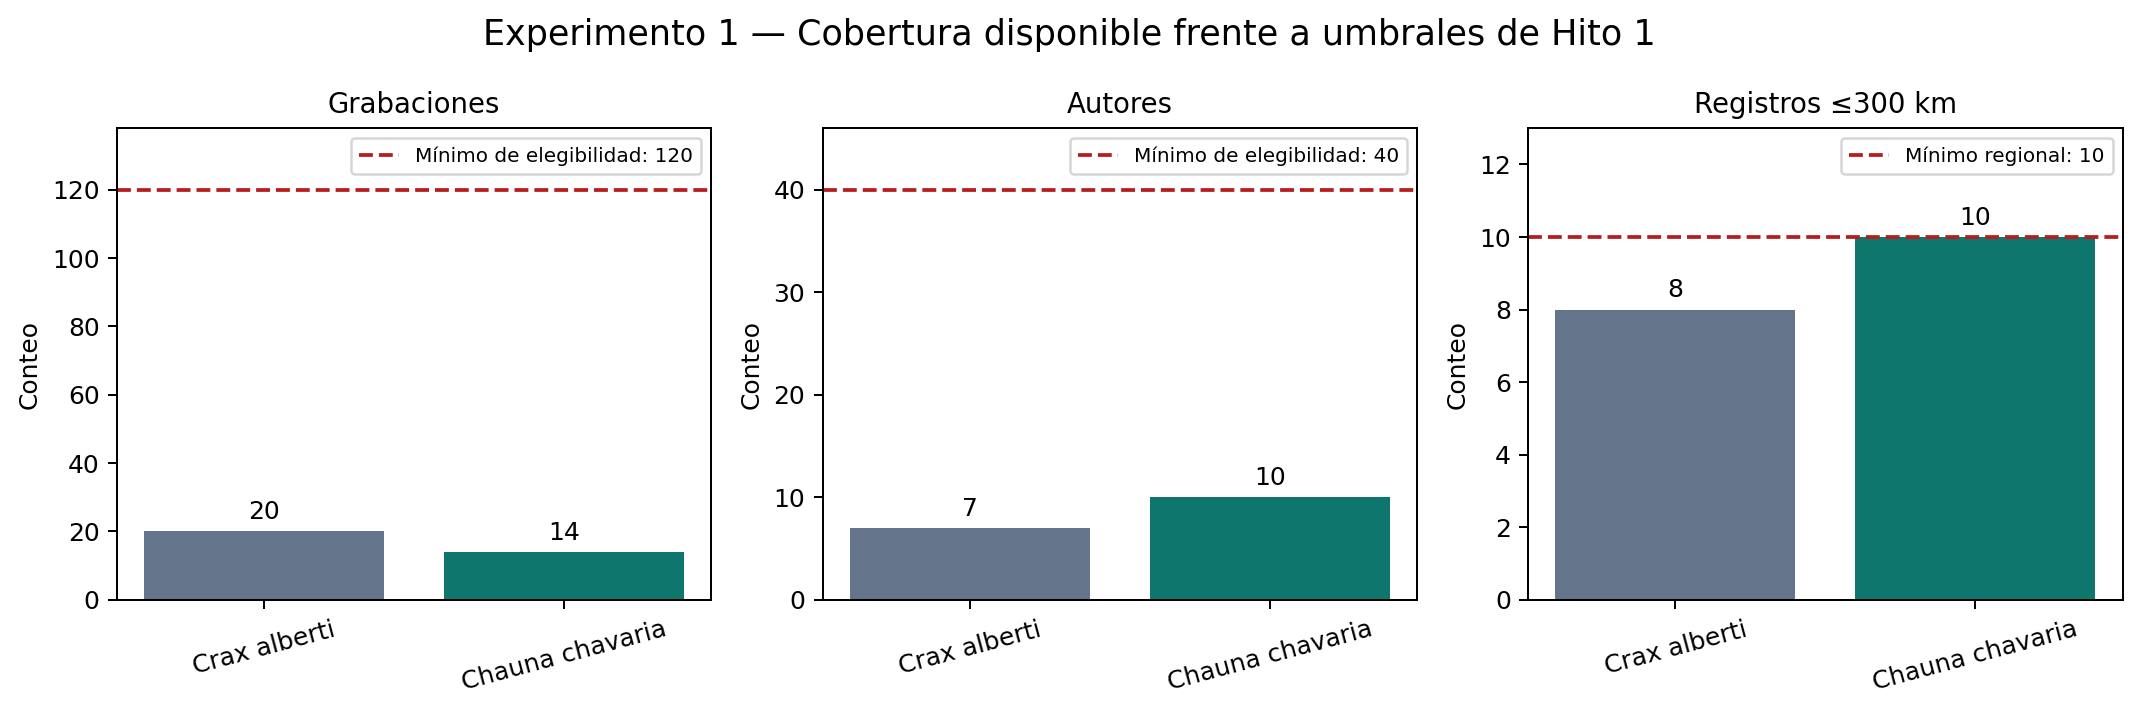 Experimento 1 — Cobertura disponible frente a umbrales de Hito 1
Grabaciones
Mínimo de elegibilidad: 120
Conteo
120
100
80
60
40
20
0
20
14
Crax alberti
Chauna chavaria
Autores
Mínimo de elegibilidad: 40
Conteo
40
30
20
10
0
7
10
Crax alberti
Chauna chavaria
Registros ≤300 km
Mínimo regional: 10
Conteo
12
10
8
6
4
2
0
8
10
Crax alberti
Chauna chavaria